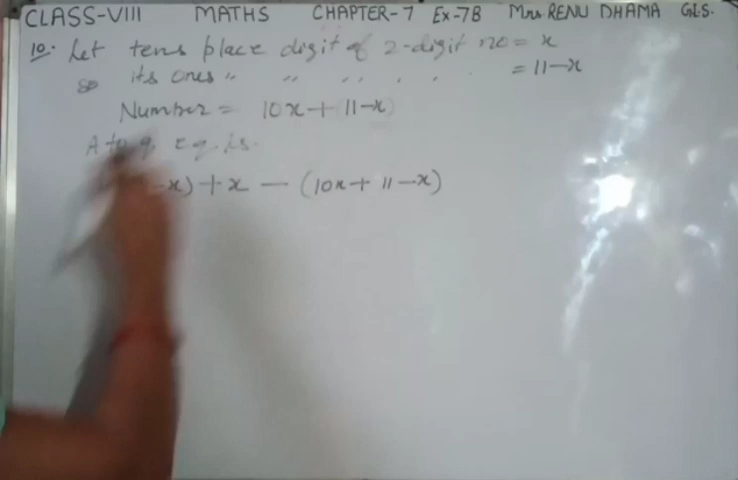 CLASS-VIII MATHS CHAPTER-7 Ex-7B Mrs. RENU DHAMA G.L.S.
10. Let tens place digit of 2-digit no = x
so its ones " " " " " = 11-x
Number = 10x + (11-x)
A to q. Eq. is.
-x) + x - (10x + 11-x)